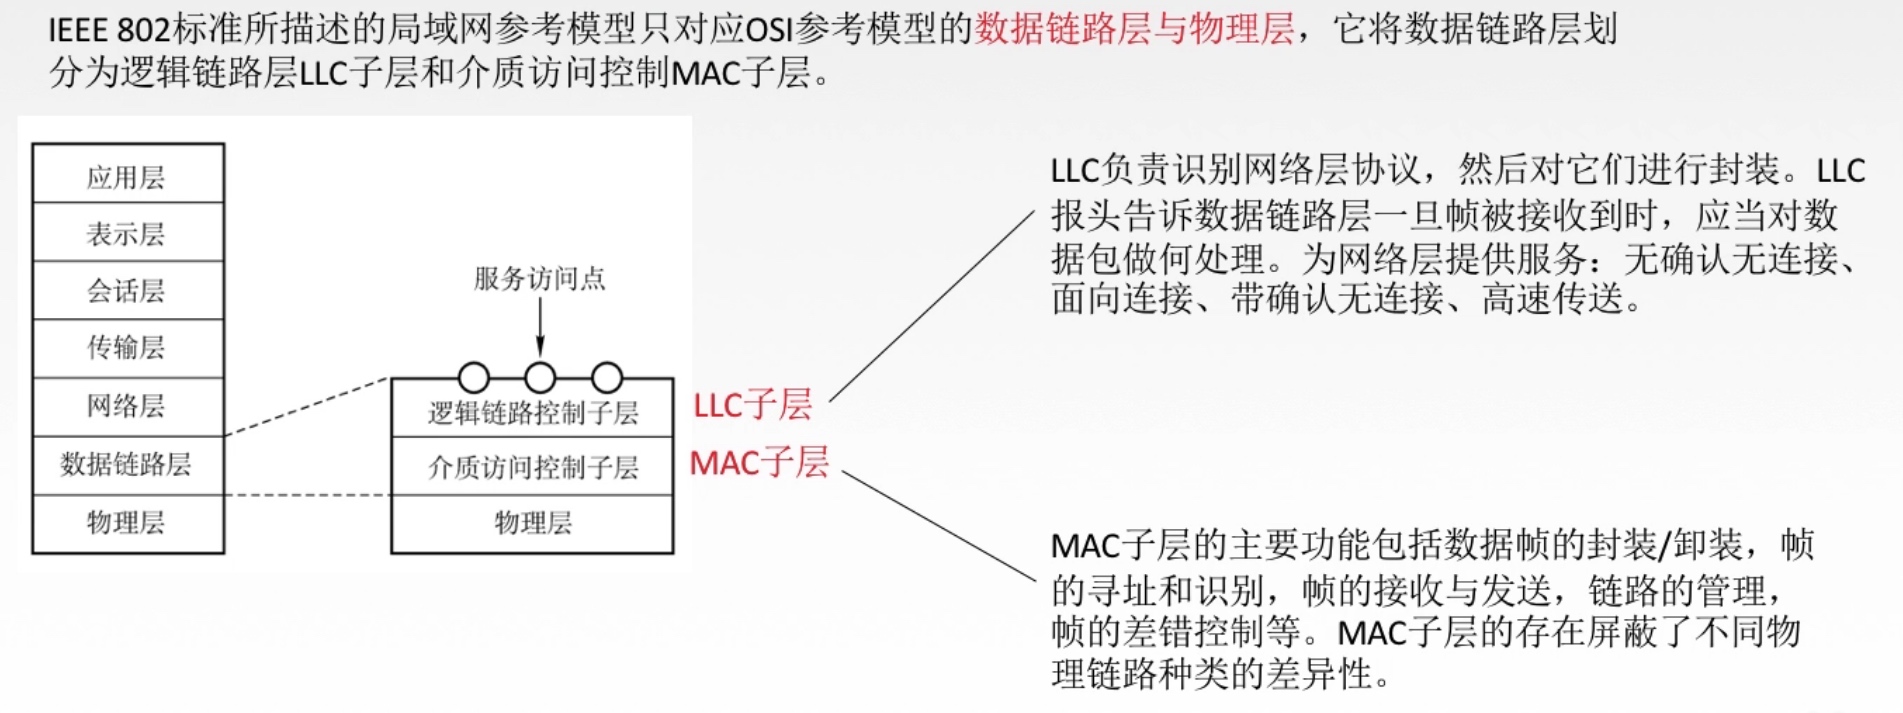 IEEE 802标准所描述的局域网参考模型只对应OSI参考模型的数据链路层与物理层，它将数据链路层划
分为逻辑链路层LLC子层和介质访问控制MAC子层。
应用层
表示层
会话层
传输层
网络层
数据链路层
物理层
服务访问点
逻辑链路控制子层
介质访问控制子层
物理层
LLC子层
MAC子层
LLC负责识别网络层协议，然后对它们进行封装。LLC
报头告诉数据链路层一旦帧被接收到时，应当对数
据包做何处理。为网络层提供服务：无确认无连接、
面向连接、带确认无连接、高速传送。
MAC子层的主要功能包括数据帧的封装/卸装，帧
的寻址和识别，帧的接收与发送，链路的管理，
帧的差错控制等。MAC子层的存在屏蔽了不同物
理链路种类的差异性。